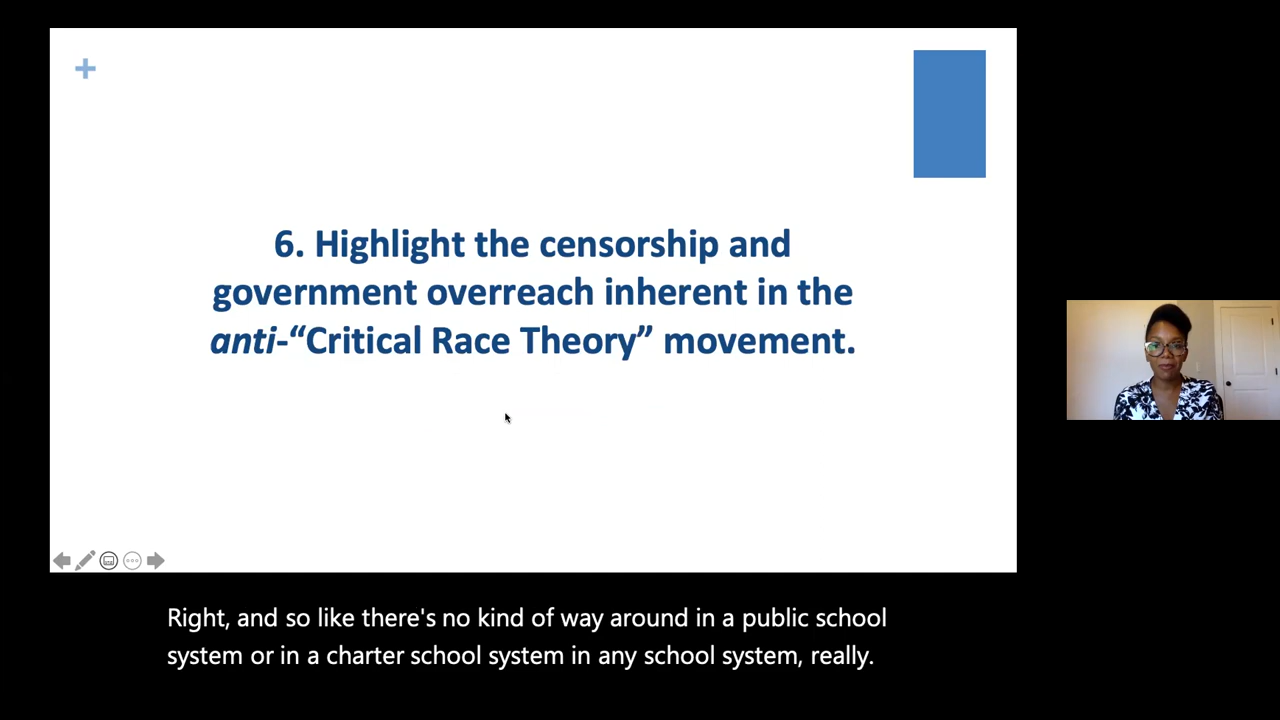 6. Highlight the censorship and
government overreach inherent in the
anti-“Critical Race Theory” movement.
Right, and so like there's no kind of way around in a public school
system or in a charter school system in any school system, really.